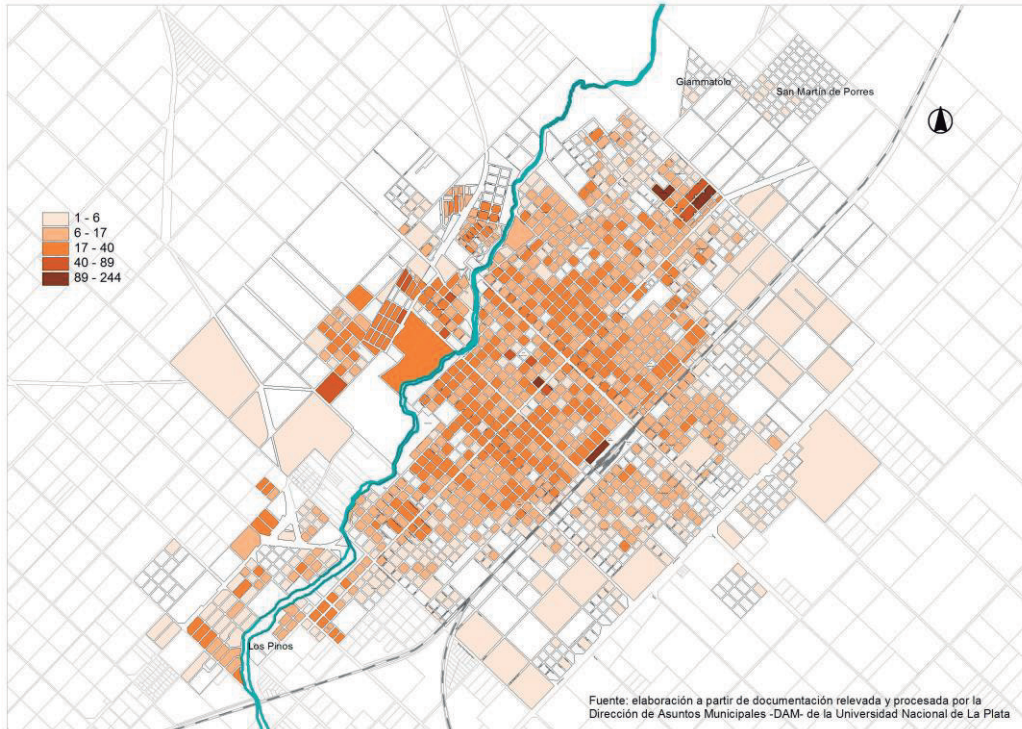 Giammatolo
San Martín de Porres
1 - 6
6 - 17
17 - 40
40 - 89
89 - 244
Los Pinos
Fuente: elaboración a partir de documentación relevada y procesada por la
Dirección de Asuntos Municipales -DAM- de la Universidad Nacional de La Plata